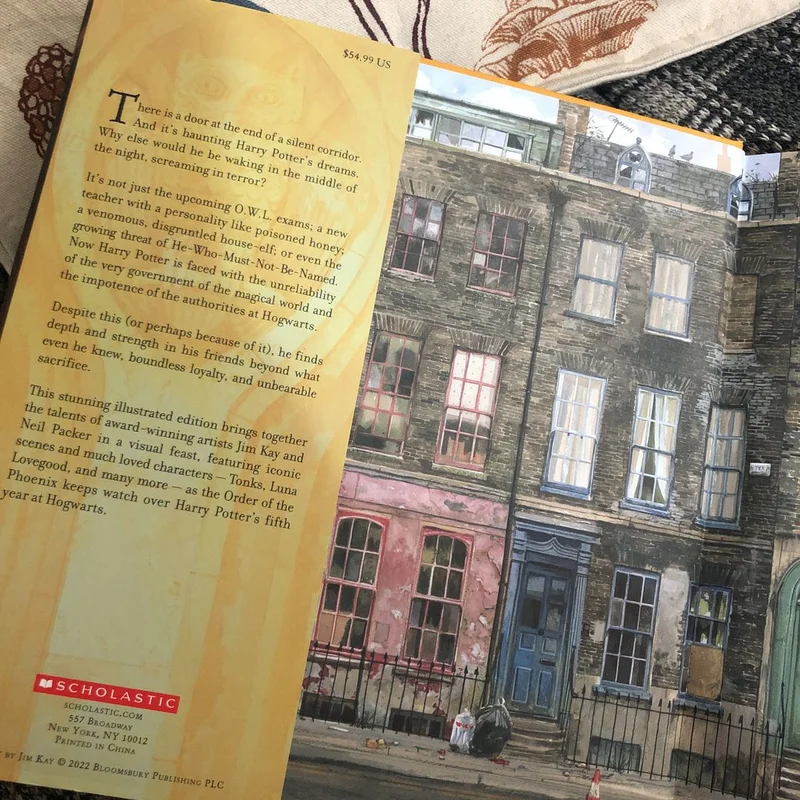 $54.99 US
There is a door at the end of a silent corridor.
And it's haunting Harry Potter's dreams.
Why else would he be waking in the middle of
the night, screaming in terror?
It's not just the upcoming O.W.L. exams; a new
teacher with a personality like poisoned honey;
a venomous, disgruntled house-elf; or even the
growing threat of He-Who-Must-Not-Be-Named.
Now Harry Potter is faced with the unreliability
of the very government of the magical world and
the impotence of the authorities at Hogwarts.
Despite this (or perhaps because of it), he finds
depth and strength in his friends beyond what
even he knew, boundless loyalty, and unbearable
sacrifice.
This stunning illustrated edition brings together
the talents of award-winning artists Jim Kay and
Neil Packer in a visual feast, featuring iconic
scenes and much loved characters — Tonks, Luna
Lovegood, and many more — as the Order of the
Phoenix keeps watch over Harry Potter's fifth
year at Hogwarts.
SCHOLASTIC
SCHOLASTIC.COM
557 BROADWAY
NEW YORK, NY 10012
PRINTED IN CHINA
BY JIM KAY © 2022 BLOOMSBURY PUBLISHING PLC